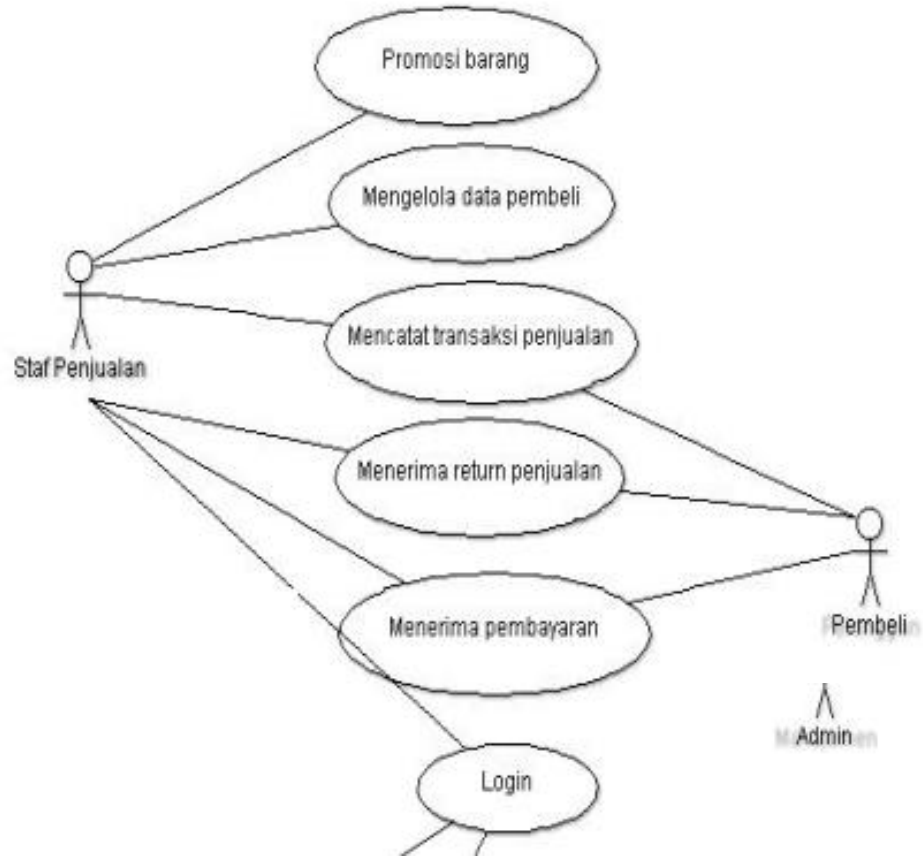 Promosi barang
Mengelola data pembeli
Mencatat transaksi penjualan
Staf Penjualan
Menerima return penjualan
Menerima pembayaran
Pembeli
Admin
Login